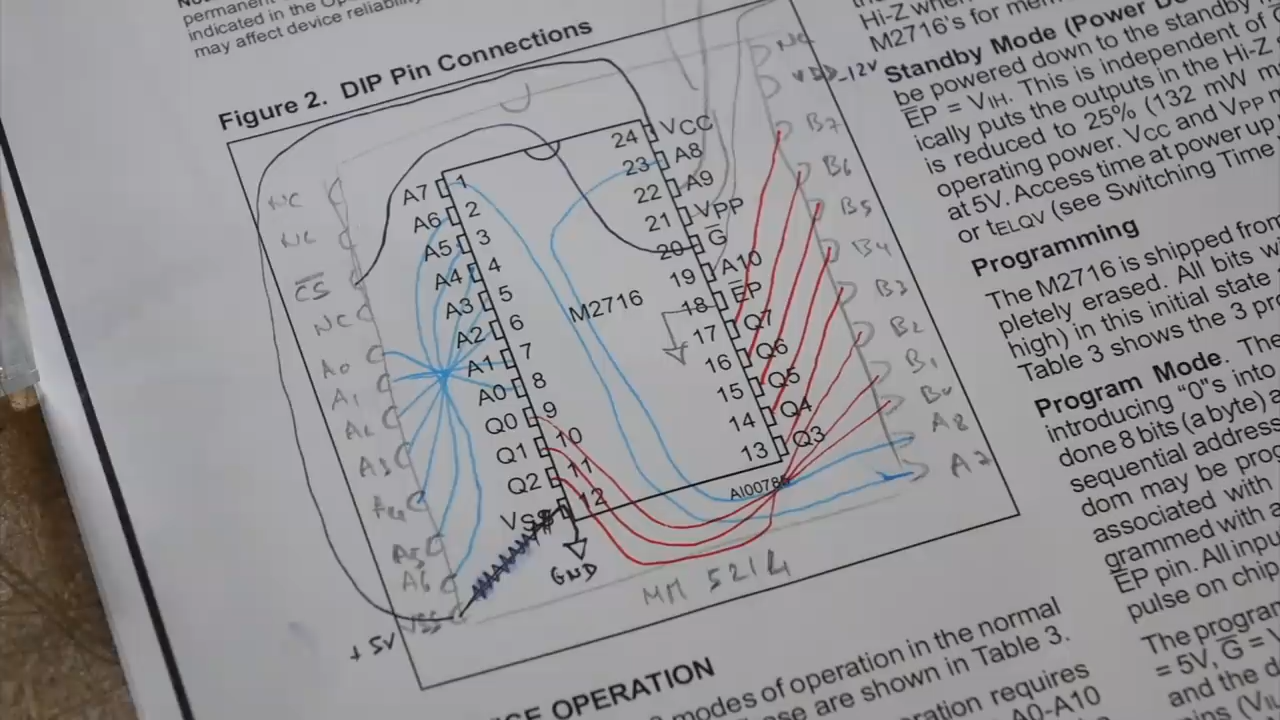 permanent
indicated in the Op
may affect device reliability
Figure 2. DIP Pin Connections
NC
NC
CS
NC
A0
A1
A2
A3
A4
A5
A6
VSS
+5V
A7 1
A6 2
A5 3
A4 4
A3 5
A2 6
A1 7
A0 8
Q0 9
Q1 10
Q2 11
VSS 12
GND
M2716
24 VCC
23 A8
22 A9
21 VPP
20 G
19 A10
18 EP
17 Q7
16 Q6
15 Q5
14 Q4
13 Q3
AI00786
NC
VDD -12V
B7
B6
B5
B4
B3
B2
B1
B0
A8
A7
MM 5214
OPERATION
modes of operation in the normal
are shown in Table 3.
ration requires
A0-A10
Hi-Z when
M2716's for mem
Standby Mode (Power D
be powered down to the standby
EP = VIH. This is independent of
ically puts the outputs in the Hi-Z
is reduced to 25% (132 mW m
operating power. Vcc and VPP m
at 5V. Access time at power up,
or tELQV (see Switching Time
Programming
The M2716 is shipped from
pletely erased. All bits w
high) in this initial state
Table 3 shows the 3 pr
Program Mode. The
introducing "0"s into
done 8 bits (a byte) a
sequential address
dom may be prog
associated with
grammed with a
EP pin. All inpu
pulse on chip
The program
= 5V, G = V
and the d